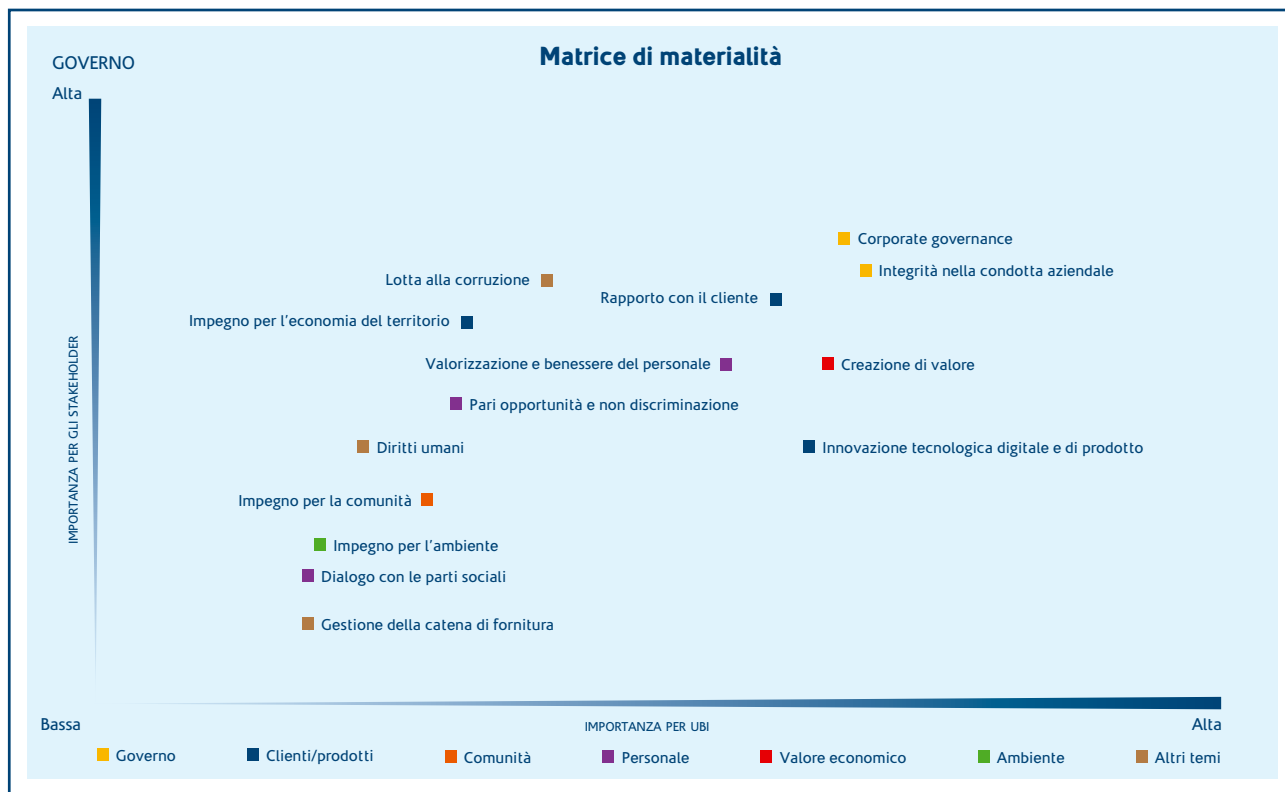 Matrice di materialità
GOVERNO
Alta
Corporate governance
Integrità nella condotta aziendale
Lotta alla corruzione
Rapporto con il cliente
Impegno per l'economia del territorio
Valorizzazione e benessere del personale
Creazione di valore
Pari opportunità e non discriminazione
Diritti umani
Innovazione tecnologica digitale e di prodotto
IMPORTANZA PER GLI STAKEHOLDER
Impegno per la comunità
Impegno per l'ambiente
Dialogo con le parti sociali
Gestione della catena di fornitura
Bassa
IMPORTANZA PER UBI
Alta
Governo
Clienti/prodotti
Comunità
Personale
Valore economico
Ambiente
Altri temi